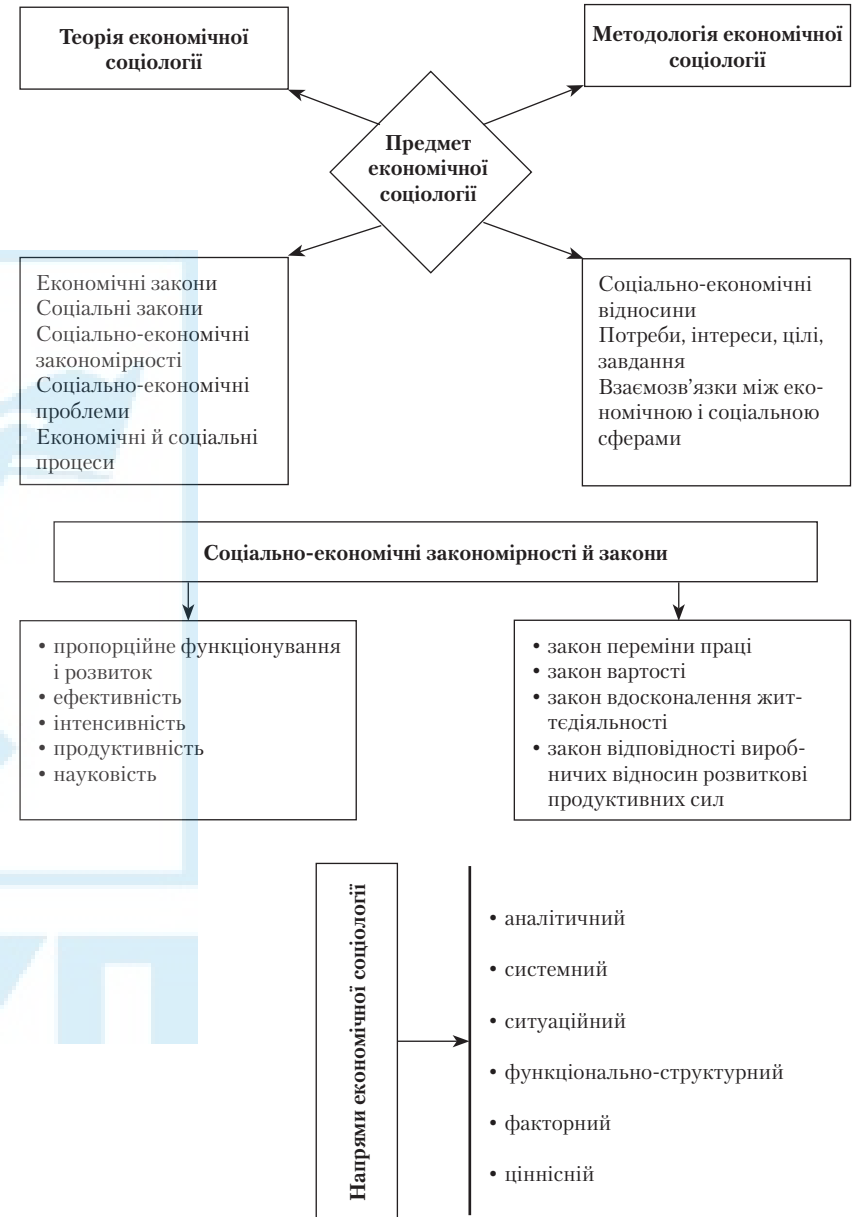 Теорія економічної
соціології
Методологія економічної
соціології
Предмет
економічної
соціології
Економічні закони
Соціальні закони
Соціально-економічні
закономірності
Соціально-економічні
проблеми
Економічні й соціальні
процеси
Соціально-економічні
відносини
Потреби, інтереси, цілі,
завдання
Взаємозв'язки між еко-
номічною і соціальною
сферами
Соціально-економічні закономірності й закони
• пропорційне функціонування
і розвиток
• ефективність
• інтенсивність
• продуктивність
• науковість
• закон переміни праці
• закон вартості
• закон вдосконалення жит-
тєдіяльності
• закон відповідності вироб-
ничих відносин розвиткові
продуктивних сил
Напрями економічної соціології
• аналітичний
• системний
• ситуаційний
• функціонально-структурний
• факторний
• ціннісній